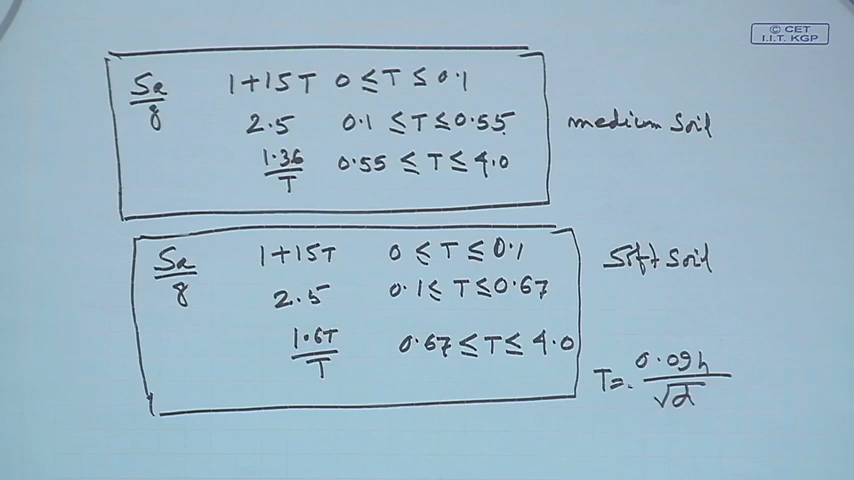 © CET
I.I.T. KGP
Sa/g 1+15T 0 ≤ T ≤ 0.1
2.5 0.1 ≤ T ≤ 0.55
1.36/T 0.55 ≤ T ≤ 4.0
medium Soil
Sa/g 1+15T 0 ≤ T ≤ 0.1
2.5 0.1 ≤ T ≤ 0.67
1.6T/T 0.67 ≤ T ≤ 4.0
Soft Soil
T = 0.09h/√d